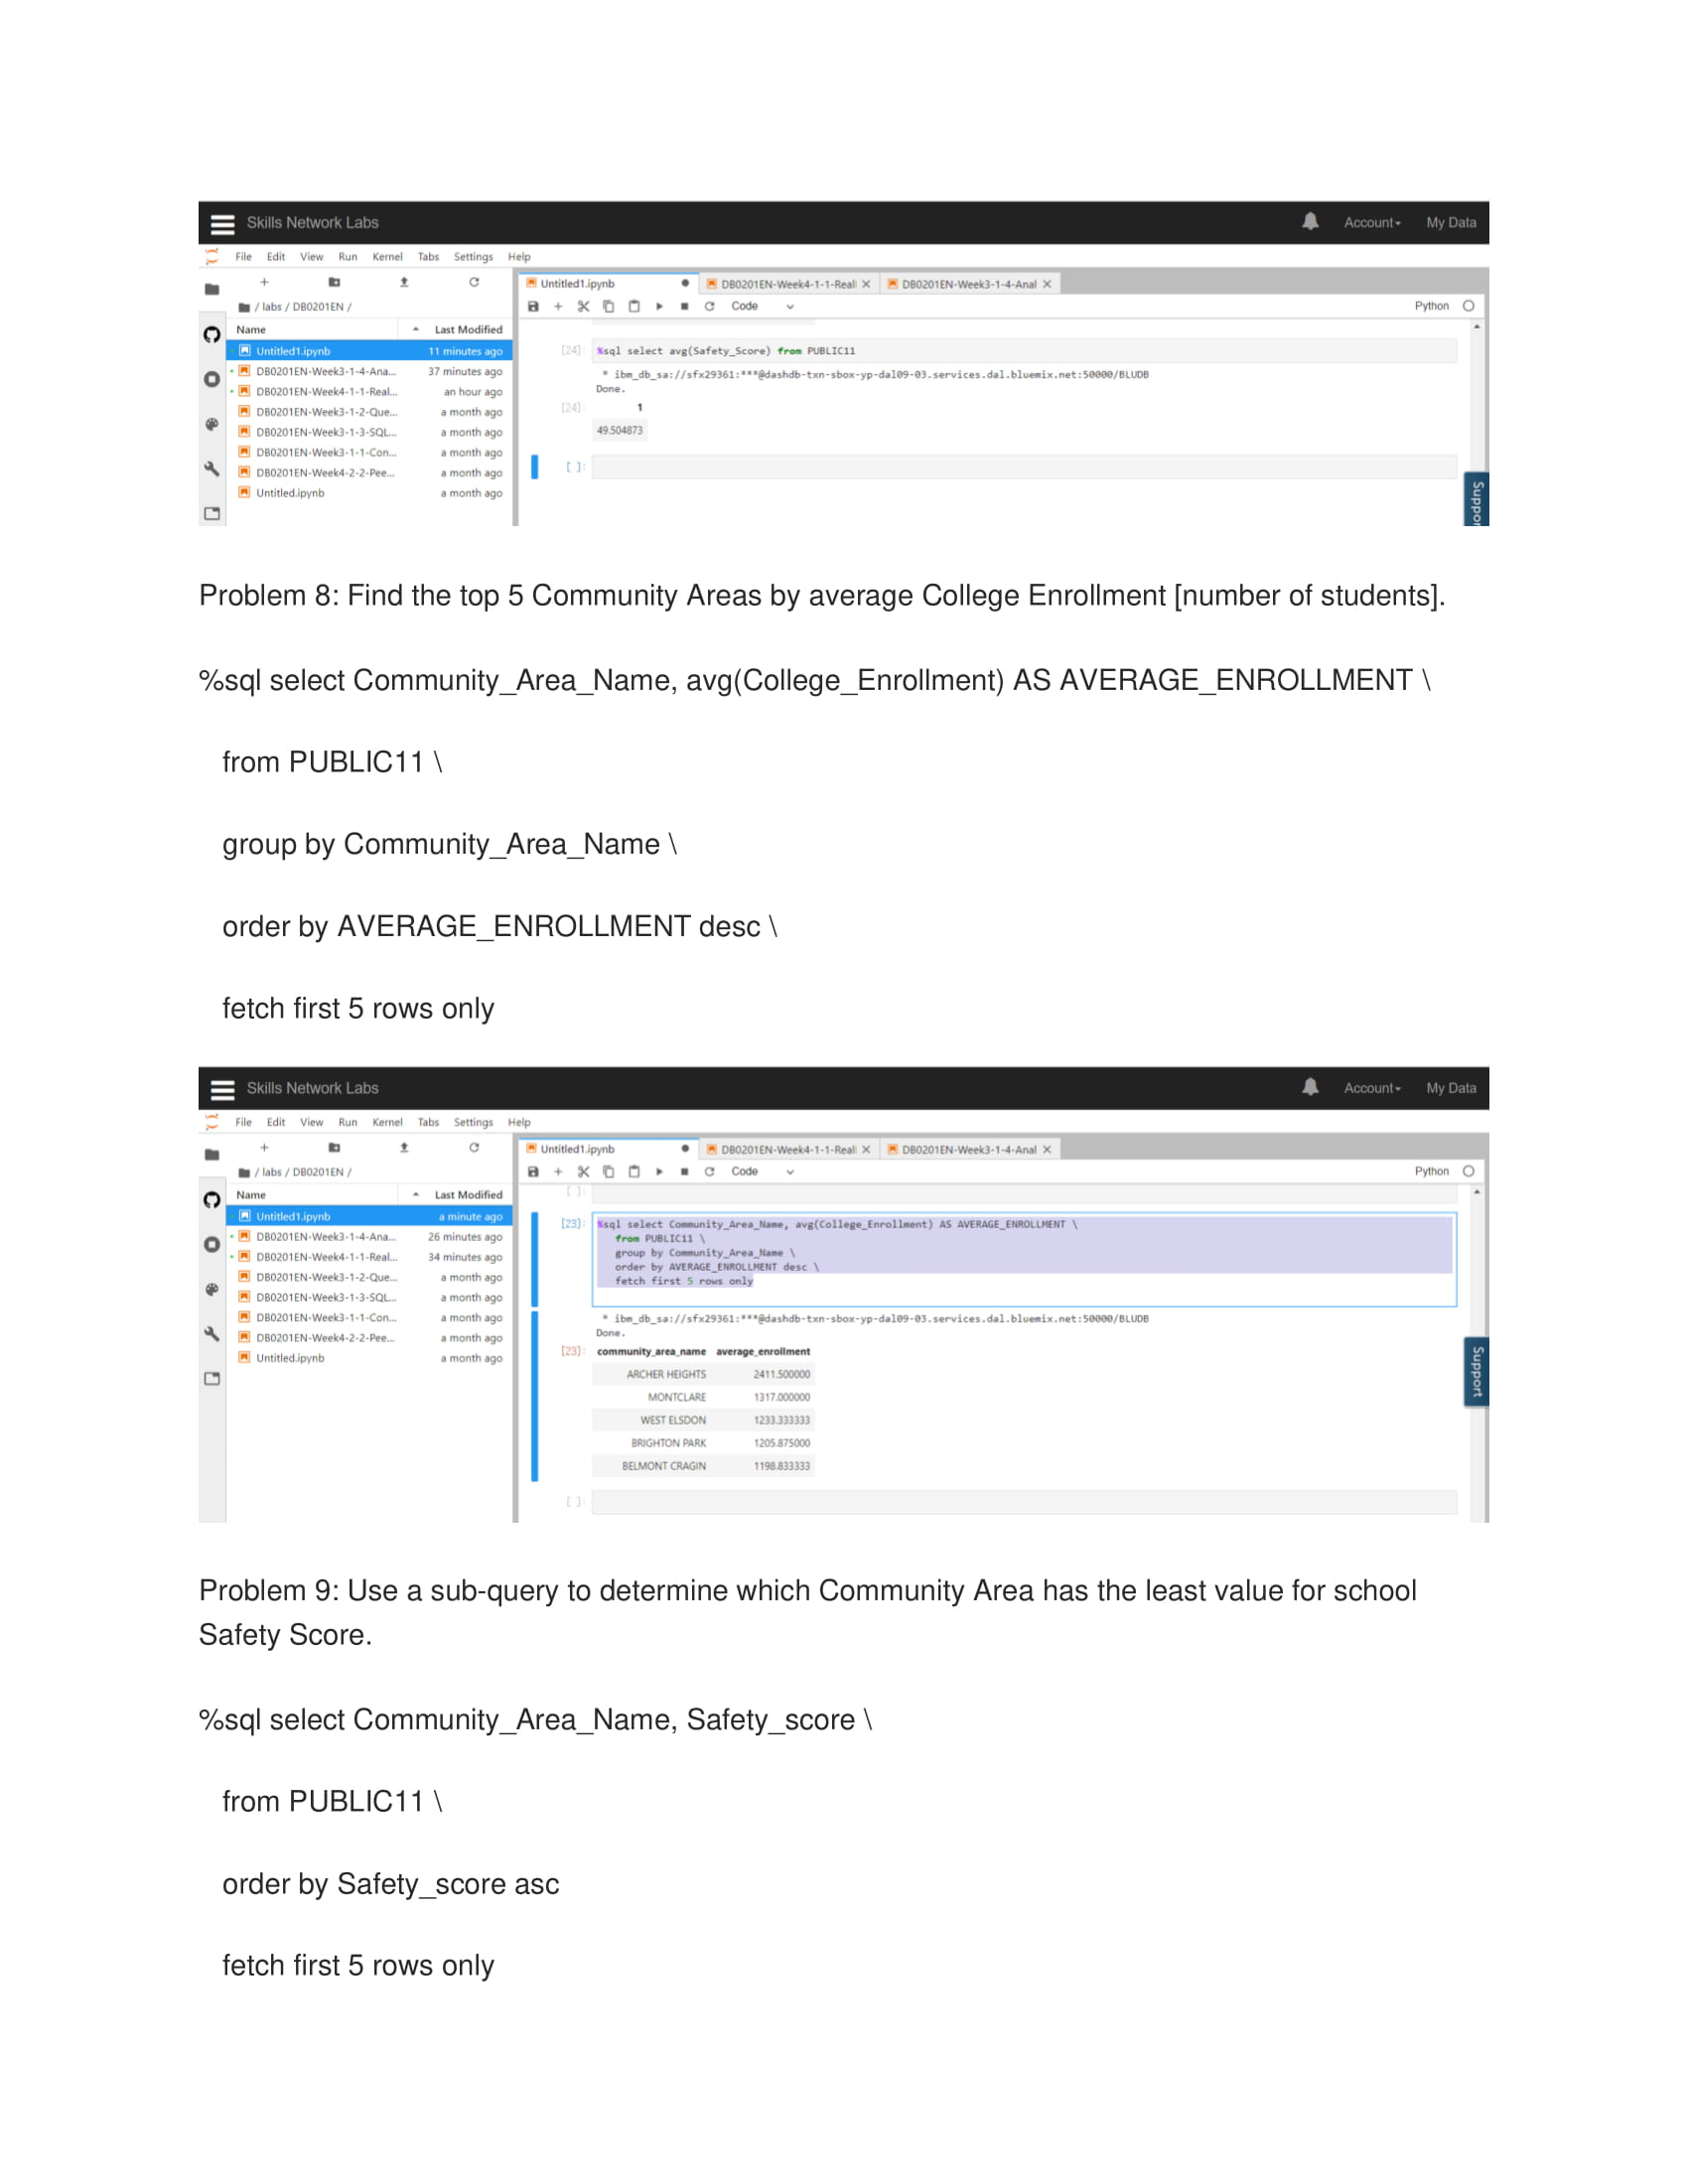 Skills Network Labs Account My Data
File Edit View Run Kernel Tabs Settings Help
Untitled1.ipynb DB0201EN-Week4-1-1-Real DB0201EN-Week3-1-4-Anal
/ labs / DB0201EN / Code Python
Name Last Modified
Untitled1.ipynb 11 minutes ago
DB0201EN-Week3-1-4-Ana... 37 minutes ago
DB0201EN-Week4-1-1-Real... an hour ago
DB0201EN-Week3-1-2-Que... a month ago
DB0201EN-Week3-1-3-SQL... a month ago
DB0201EN-Week3-1-1-Con... a month ago
DB0201EN-Week4-2-2-Pee... a month ago
Untitled.ipynb a month ago
[24]: %sql select avg(Safety_Score) from PUBLIC11
* ibm_db_sa://sfx29361:***@dashdb-txn-sbox-yp-dal09-03.services.dal.bluemix.net:50000/BLUDB
Done.
[24]: 1
49.504873
[ ]:
Suppor
Problem 8: Find the top 5 Community Areas by average College Enrollment [number of students].
%sql select Community_Area_Name, avg(College_Enrollment) AS AVERAGE_ENROLLMENT \
from PUBLIC11 \
group by Community_Area_Name \
order by AVERAGE_ENROLLMENT desc \
fetch first 5 rows only
Skills Network Labs Account My Data
File Edit View Run Kernel Tabs Settings Help
Untitled1.ipynb DB0201EN-Week4-1-1-Real DB0201EN-Week3-1-4-Anal
/ labs / DB0201EN / Code Python
Name Last Modified
Untitled1.ipynb a minute ago
DB0201EN-Week3-1-4-Ana... 26 minutes ago
DB0201EN-Week4-1-1-Real... 34 minutes ago
DB0201EN-Week3-1-2-Que... a month ago
DB0201EN-Week3-1-3-SQL... a month ago
DB0201EN-Week3-1-1-Con... a month ago
DB0201EN-Week4-2-2-Pee... a month ago
Untitled.ipynb a month ago
[ ]:
[23]: %sql select Community_Area_Name, avg(College_Enrollment) AS AVERAGE_ENROLLMENT \
from PUBLIC11 \
group by Community_Area_Name \
order by AVERAGE_ENROLLMENT desc \
fetch first 5 rows only
* ibm_db_sa://sfx29361:***@dashdb-txn-sbox-yp-dal09-03.services.dal.bluemix.net:50000/BLUDB
Done.
[23]: community_area_name average_enrollment
ARCHER HEIGHTS 2411.500000
MONTCLARE 1317.000000
WEST ELSDON 1233.333333
BRIGHTON PARK 1205.875000
BELMONT CRAGIN 1198.833333
[ ]:
Support
Problem 9: Use a sub-query to determine which Community Area has the least value for school
Safety Score.
%sql select Community_Area_Name, Safety_score \
from PUBLIC11 \
order by Safety_score asc
fetch first 5 rows only